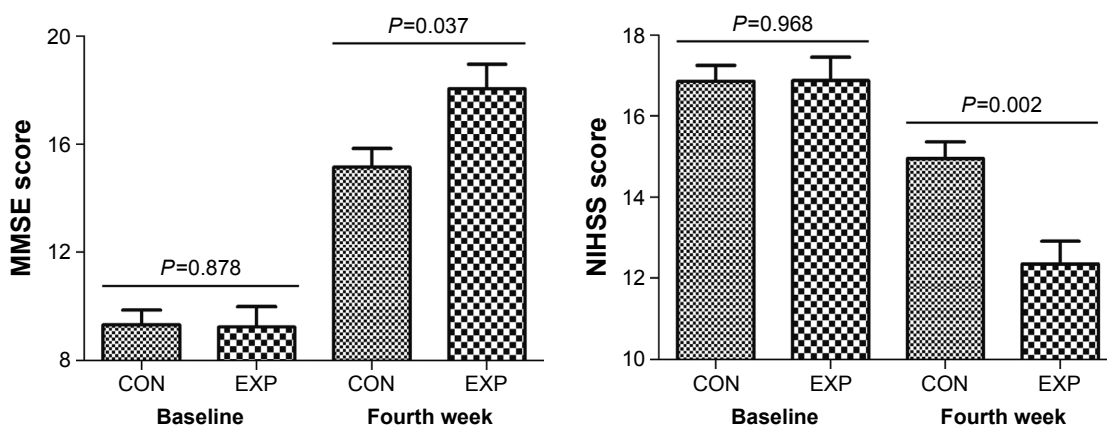 MMSE score
20
16
12
8
P=0.878
P=0.037
CON
EXP
CON
EXP
Baseline
Fourth week
NIHSS score
18
16
14
12
10
P=0.968
P=0.002
CON
EXP
CON
EXP
Baseline
Fourth week